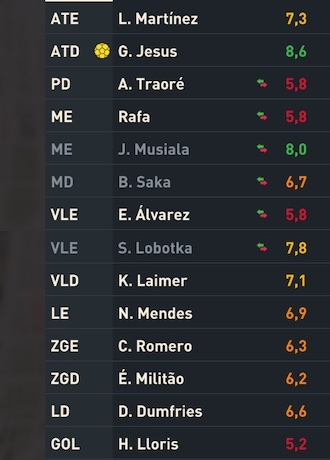 ATE L. Martínez 7,3
ATD G. Jesus 8,6
PD A. Traoré 5,8
ME Rafa 5,8
ME J. Musiala 8,0
MD B. Saka 6,7
VLE E. Álvarez 5,8
VLE S. Lobotka 7,8
VLD K. Laimer 7,1
LE N. Mendes 6,9
ZGE C. Romero 6,3
ZGD É. Militão 6,2
LD D. Dumfries 6,6
GOL H. Lloris 5,2